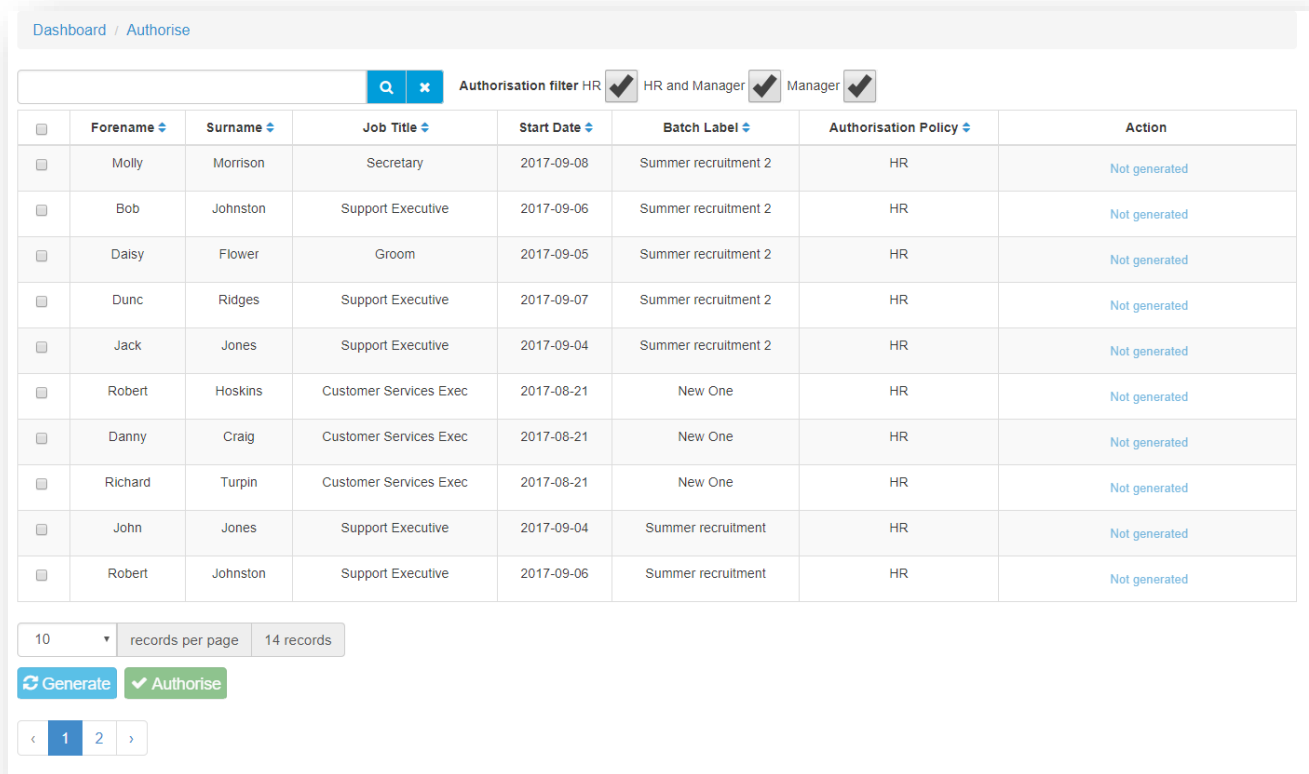 Dashboard / Authorise
Authorisation filter HR HR and Manager Manager
Forename Surname Job Title Start Date Batch Label Authorisation Policy Action
Molly Morrison Secretary 2017-09-08 Summer recruitment 2 HR Not generated
Bob Johnston Support Executive 2017-09-06 Summer recruitment 2 HR Not generated
Daisy Flower Groom 2017-09-05 Summer recruitment 2 HR Not generated
Dunc Ridges Support Executive 2017-09-07 Summer recruitment 2 HR Not generated
Jack Jones Support Executive 2017-09-04 Summer recruitment 2 HR Not generated
Robert Hoskins Customer Services Exec 2017-08-21 New One HR Not generated
Danny Craig Customer Services Exec 2017-08-21 New One HR Not generated
Richard Turpin Customer Services Exec 2017-08-21 New One HR Not generated
John Jones Support Executive 2017-09-04 Summer recruitment HR Not generated
Robert Johnston Support Executive 2017-09-06 Summer recruitment HR Not generated
10 records per page 14 records
Generate Authorise
‹ 1 2 ›